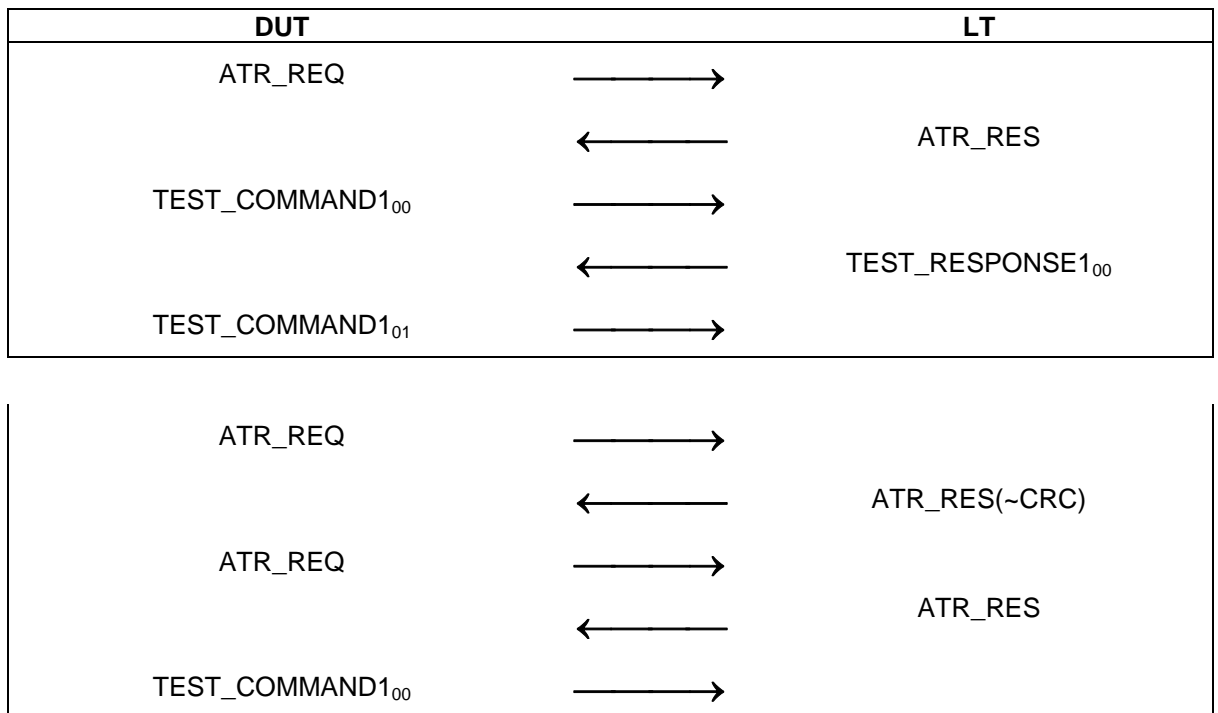 DUT LT
ATR_REQ
ATR_RES
TEST_COMMAND1₀₀
TEST_RESPONSE1₀₀
TEST_COMMAND1₀₁
ATR_REQ
ATR_RES(~CRC)
ATR_REQ
ATR_RES
TEST_COMMAND1₀₀